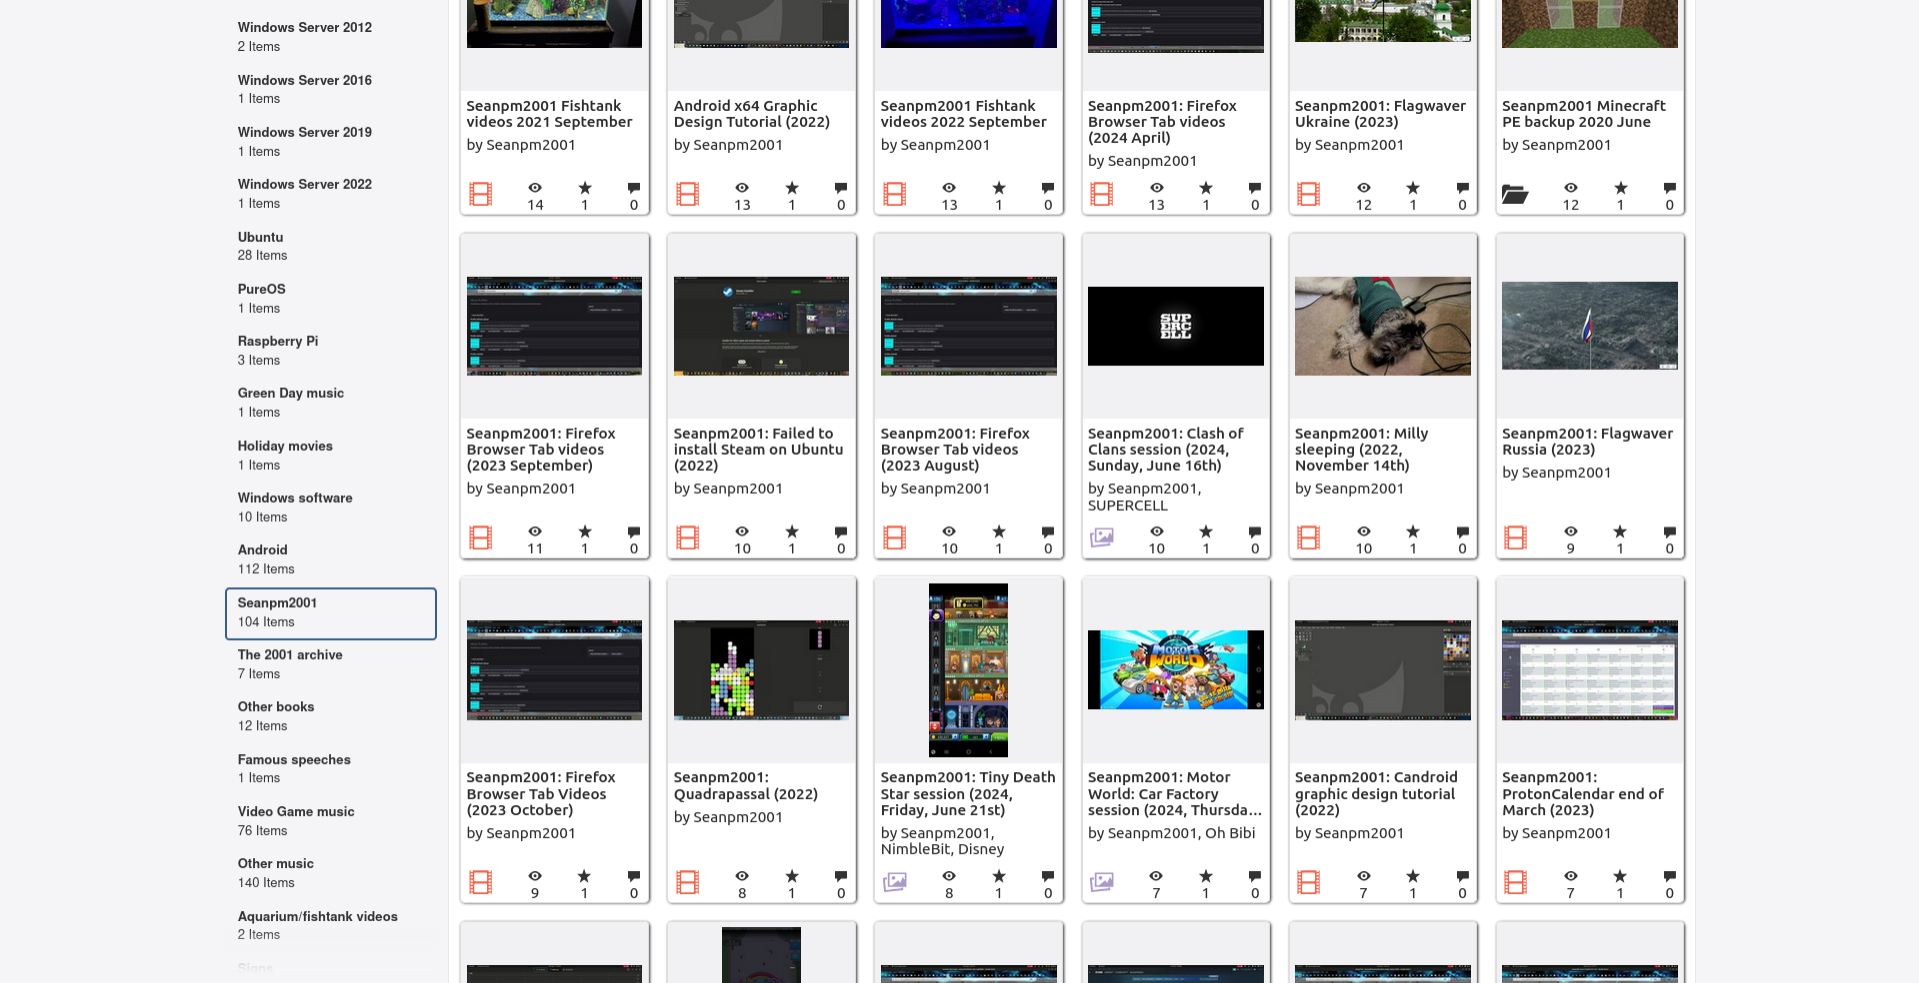 Windows Server 2012
2 Items
Windows Server 2016
1 Items
Windows Server 2019
1 Items
Windows Server 2022
1 Items
Ubuntu
28 Items
PureOS
1 Items
Raspberry Pi
3 Items
Green Day music
1 Items
Holiday movies
1 Items
Windows software
10 Items
Android
112 Items
Seanpm2001
104 Items
The 2001 archive
7 Items
Other books
12 Items
Famous speeches
1 Items
Video Game music
76 Items
Other music
140 Items
Aquarium/fishtank videos
2 Items
Signs
Seanpm2001 Fishtank
videos 2021 September
by Seanpm2001
14 1 0
Android x64 Graphic
Design Tutorial (2022)
by Seanpm2001
13 1 0
Seanpm2001 Fishtank
videos 2022 September
by Seanpm2001
13 1 0
Seanpm2001: Firefox
Browser Tab videos
(2024 April)
by Seanpm2001
13 1 0
Seanpm2001: Flagwaver
Ukraine (2023)
by Seanpm2001
12 1 0
Seanpm2001 Minecraft
PE backup 2020 June
by Seanpm2001
12 1 0
Seanpm2001: Firefox
Browser Tab videos
(2023 September)
by Seanpm2001
11 1 0
Seanpm2001: Failed to
install Steam on Ubuntu
(2022)
by Seanpm2001
10 1 0
Seanpm2001: Firefox
Browser Tab videos
(2023 August)
by Seanpm2001
10 1 0
SUP
ERC
ELL
Seanpm2001: Clash of
Clans session (2024,
Sunday, June 16th)
by Seanpm2001,
SUPERCELL
10 1 0
Seanpm2001: Milly
sleeping (2022,
November 14th)
by Seanpm2001
10 1 0
Seanpm2001: Flagwaver
Russia (2023)
by Seanpm2001
9 1 0
Seanpm2001: Firefox
Browser Tab Videos
(2023 October)
by Seanpm2001
9 1 0
Seanpm2001:
Quadrapassal (2022)
by Seanpm2001
8 1 0
Seanpm2001: Tiny Death
Star session (2024,
Friday, June 21st)
by Seanpm2001,
NimbleBit, Disney
8 1 0
MOTOR
WORLD
Seanpm2001: Motor
World: Car Factory
session (2024, Thursda...
by Seanpm2001, Oh Bibi
7 1 0
Seanpm2001: Candroid
graphic design tutorial
(2022)
by Seanpm2001
7 1 0
Seanpm2001:
ProtonCalendar end of
March (2023)
by Seanpm2001
7 1 0